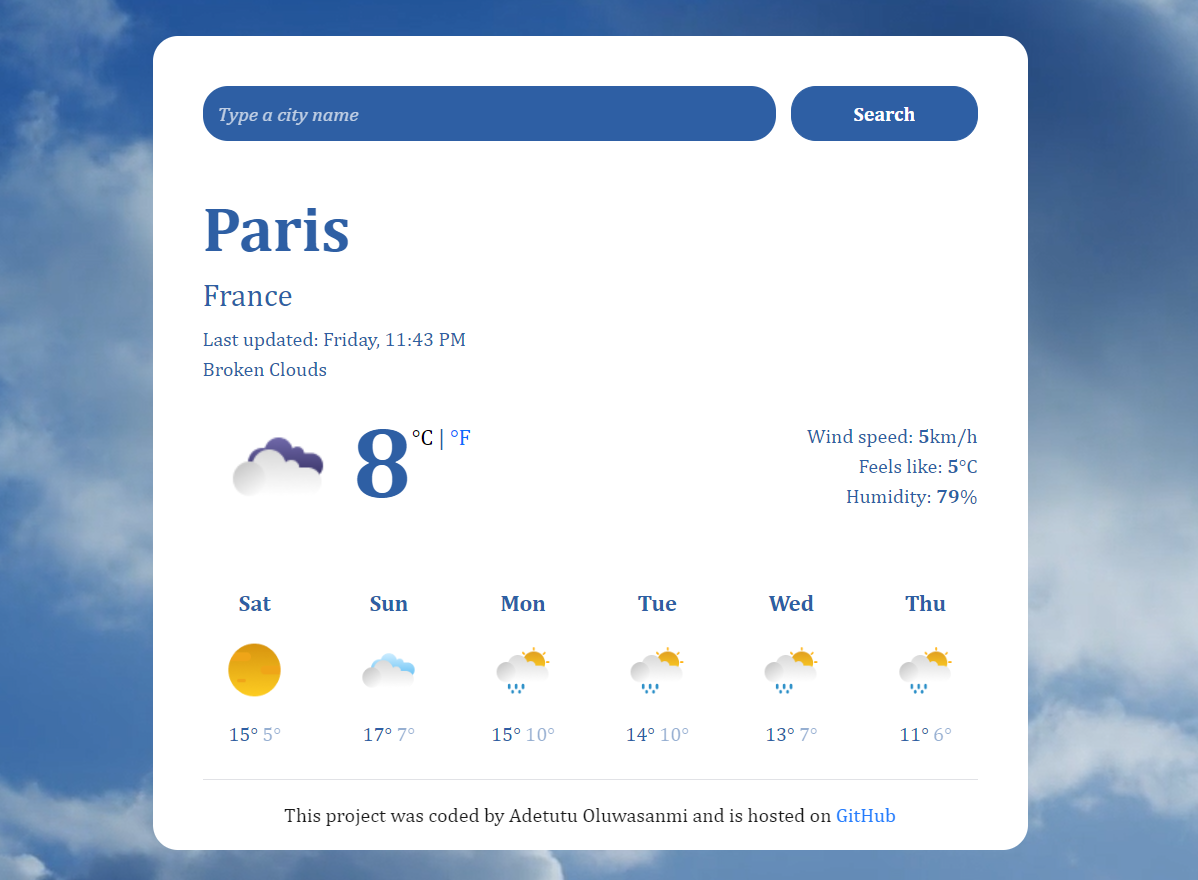 Type a city name
Search
Paris
France
Last updated: Friday, 11:43 PM
Broken Clouds
8 °C | °F
Wind speed: 5km/h
Feels like: 5°C
Humidity: 79%
Sat Sun Mon Tue Wed Thu
15° 5° 17° 7° 15° 10° 14° 10° 13° 7° 11° 6°
This project was coded by Adetutu Oluwasanmi and is hosted on GitHub